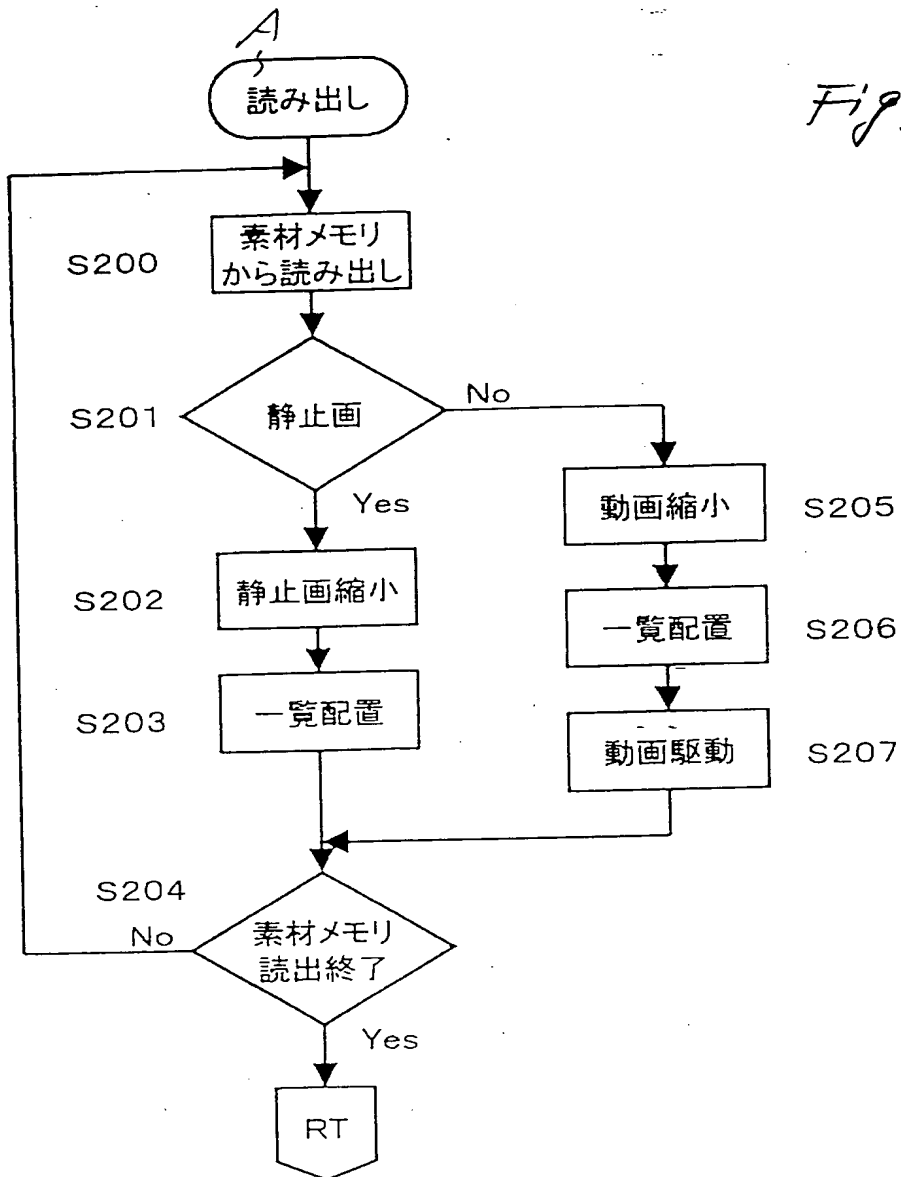 A
Fig.
読み出し
S200
素材メモリ
から読み出し
S201
静止画
No
Yes
S202
静止画縮小
動画縮小
S205
S203
一覧配置
一覧配置
S206
動画駆動
S207
S204
素材メモリ
読出終了
No
Yes
RT